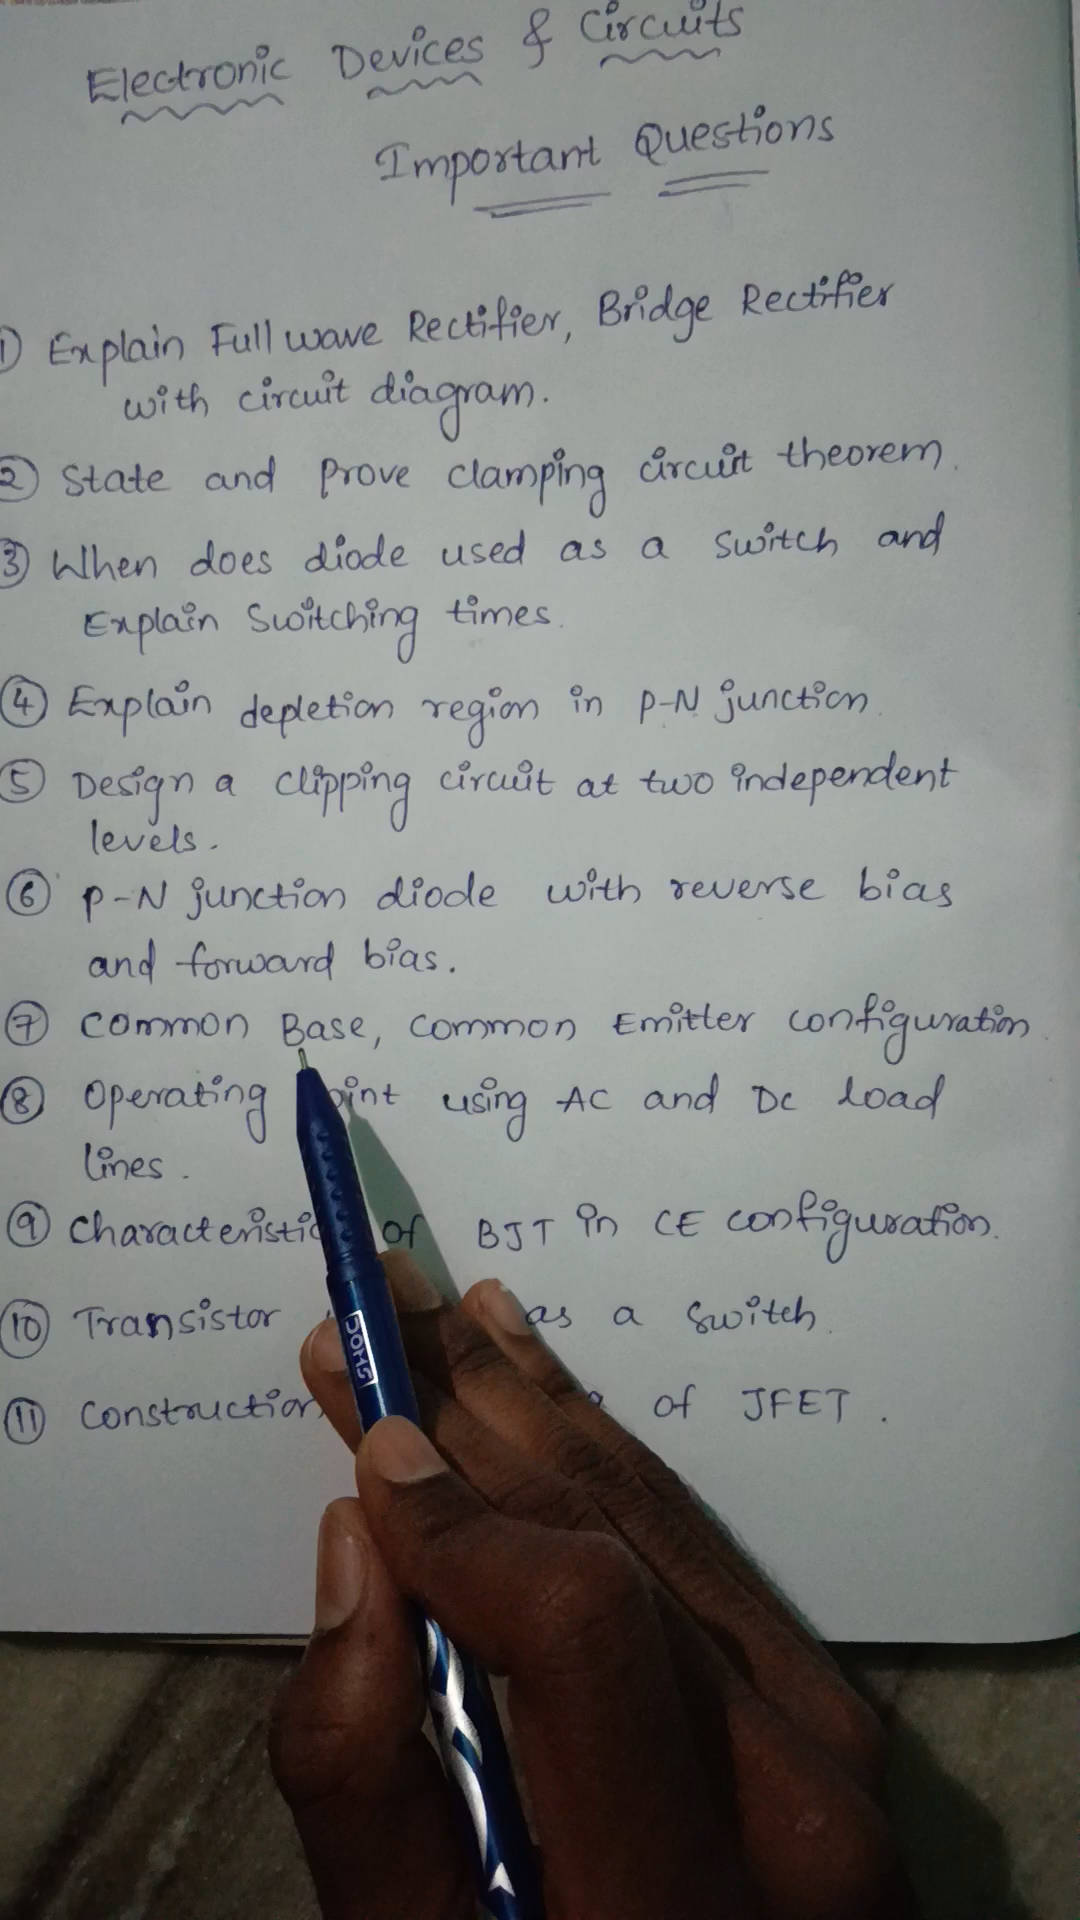 Electronic Devices & Circuits
Important Questions
1) Explain Full wave Rectifier, Bridge Rectifier
with circuit diagram.
2) State and Prove clamping circuit theorem.
3) When does diode used as a switch and
Explain Switching times.
4) Explain depletion region in P-N junction
5) Design a clipping circuit at two independent
levels.
6) P-N junction diode with reverse bias
and forward bias.
7) Common Base, Common Emitter configuration
8) Operating using AC and DC load
lines.
9) of BJT in CE configuration.
10) Transistor as a Switch.
11) Construction of JFET.
DOMS